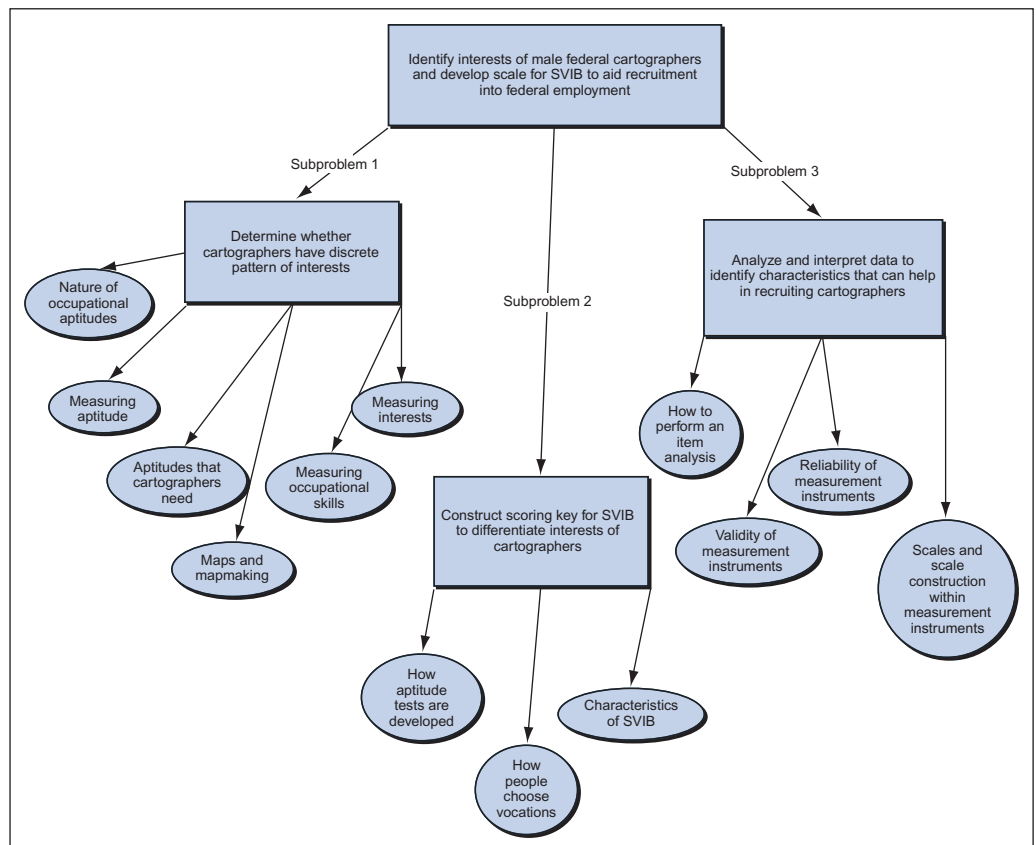 Identify interests of male federal cartographers
and develop scale for SVIB to aid recruitment
into federal employment
Subproblem 1
Subproblem 2
Subproblem 3
Determine whether
cartographers have discrete
pattern of interests
Nature of
occupational
aptitudes
Measuring
aptitude
Aptitudes that
cartographers
need
Maps and
mapmaking
Measuring
occupational
skills
Measuring
interests
Construct scoring key for SVIB
to differentiate interests of
cartographers
How
aptitude
tests are
developed
How
people
choose
vocations
Characteristics
of SVIB
Analyze and interpret data to
identify characteristics that can help
in recruiting cartographers
How to
perform an
item
analysis
Validity of
measurement
instruments
Reliability of
measurement
instruments
Scales and
scale
construction
within
measurement
instruments